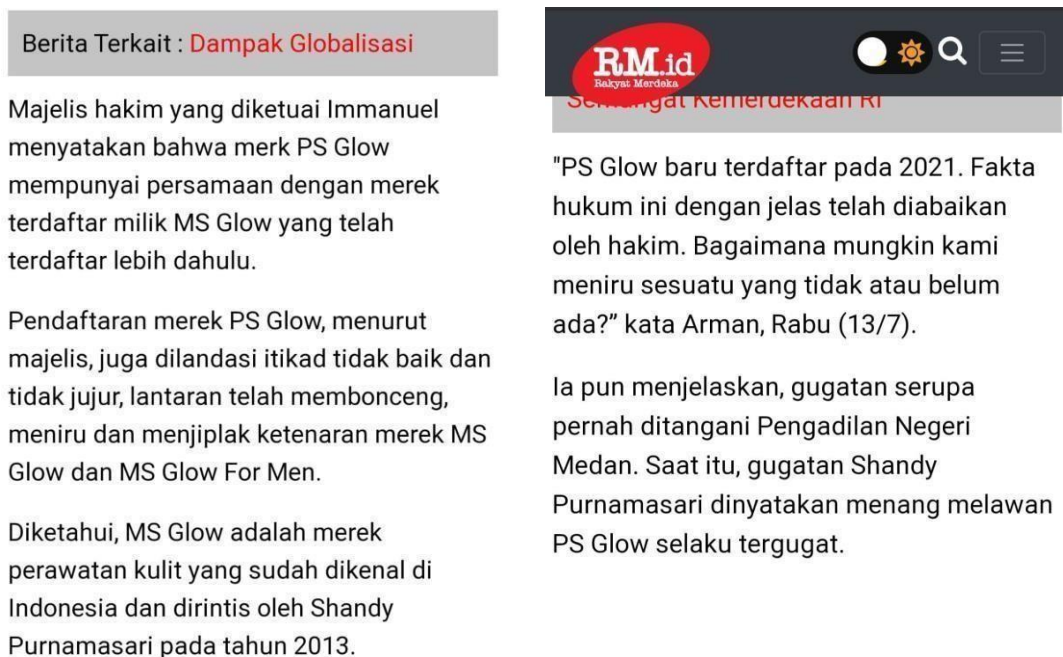 Berita Terkait : Dampak Globalisasi
Majelis hakim yang diketuai Immanuel
menyatakan bahwa merk PS Glow
mempunyai persamaan dengan merek
terdaftar milik MS Glow yang telah
terdaftar lebih dahulu.
Pendaftaran merek PS Glow, menurut
majelis, juga dilandasi itikad tidak baik dan
tidak jujur, lantaran telah membonceng,
meniru dan menjiplak ketenaran merek MS
Glow dan MS Glow For Men.
Diketahui, MS Glow adalah merek
perawatan kulit yang sudah dikenal di
Indonesia dan dirintis oleh Shandy
Purnamasari pada tahun 2013.
RM.id
Rakyat Merdeka
Semangat Kemerdekaan RI
"PS Glow baru terdaftar pada 2021. Fakta
hukum ini dengan jelas telah diabaikan
oleh hakim. Bagaimana mungkin kami
meniru sesuatu yang tidak atau belum
ada?” kata Arman, Rabu (13/7).
Ia pun menjelaskan, gugatan serupa
pernah ditangani Pengadilan Negeri
Medan. Saat itu, gugatan Shandy
Purnamasari dinyatakan menang melawan
PS Glow selaku tergugat.